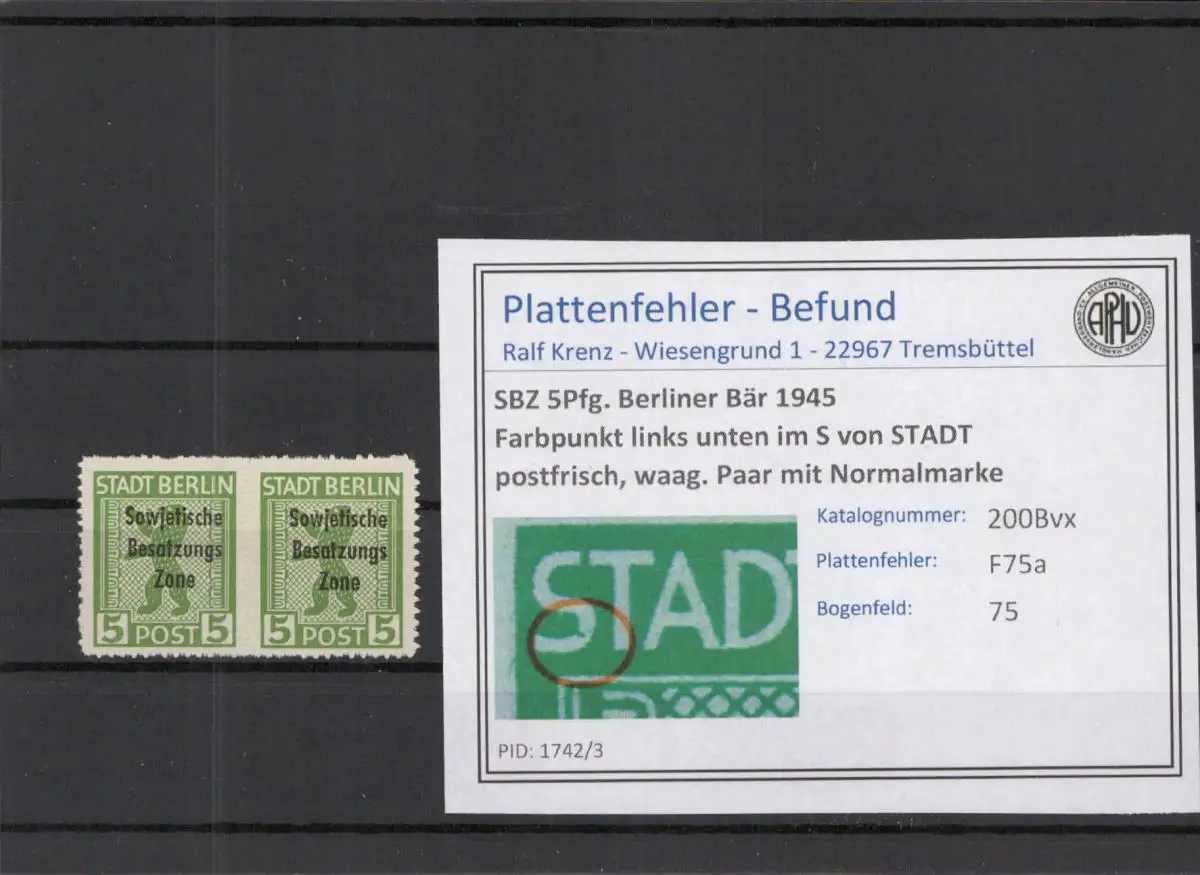 STADT BERLIN
Sowjetische
Besatzungs
Zone
5 POST 5
STADT BERLIN
Sowjetische
Besatzungs
Zone
5 POST 5
Plattenfehler - Befund
Ralf Krenz - Wiesengrund 1 - 22967 Tremsbüttel
APHV
SBZ 5Pfg. Berliner Bär 1945
Farbpunkt links unten im S von STADT
postfrisch, waag. Paar mit Normalmarke
STAD
Katalognummer: 200Bvx
Plattenfehler: F75a
Bogenfeld: 75
PID: 1742/3